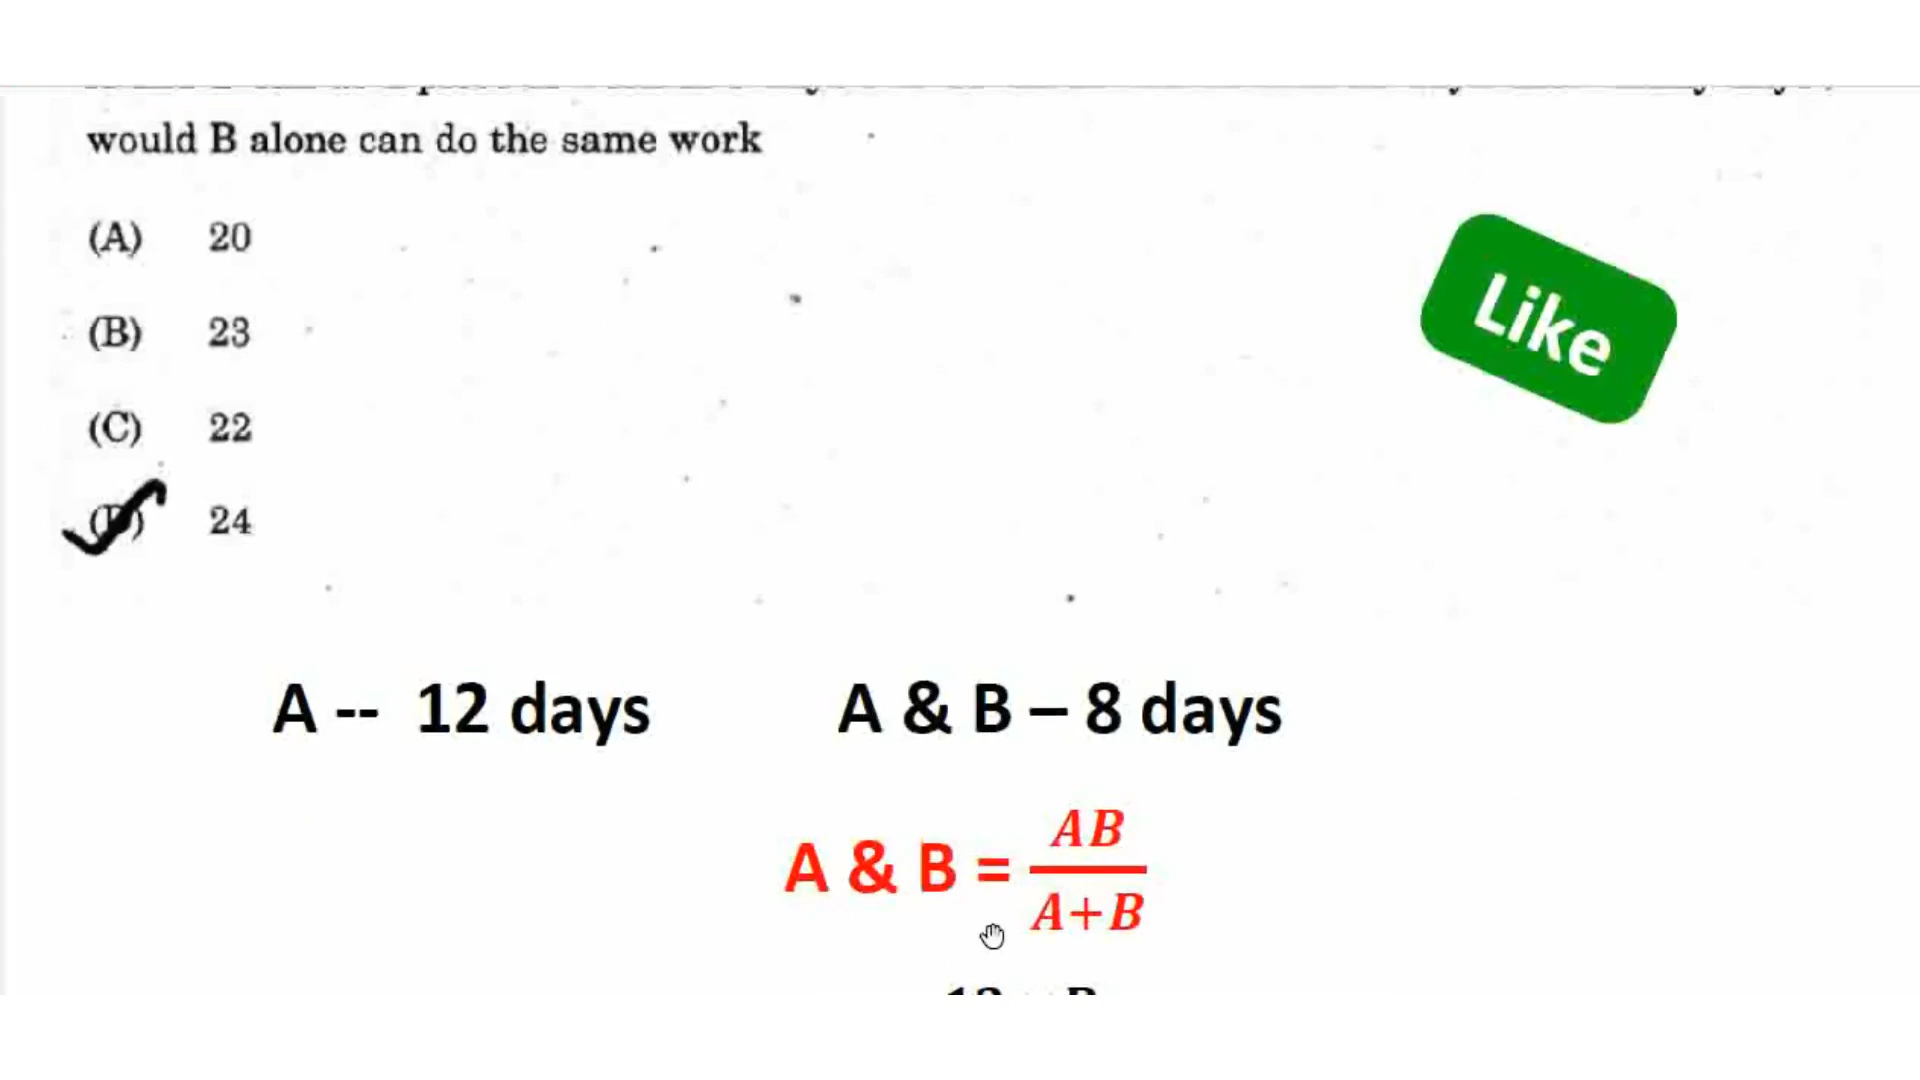 would B alone can do the same work
(A) 20
(B) 23
(C) 22
(D) 24
Like
A -- 12 days A & B – 8 days
A & B = AB / A+B